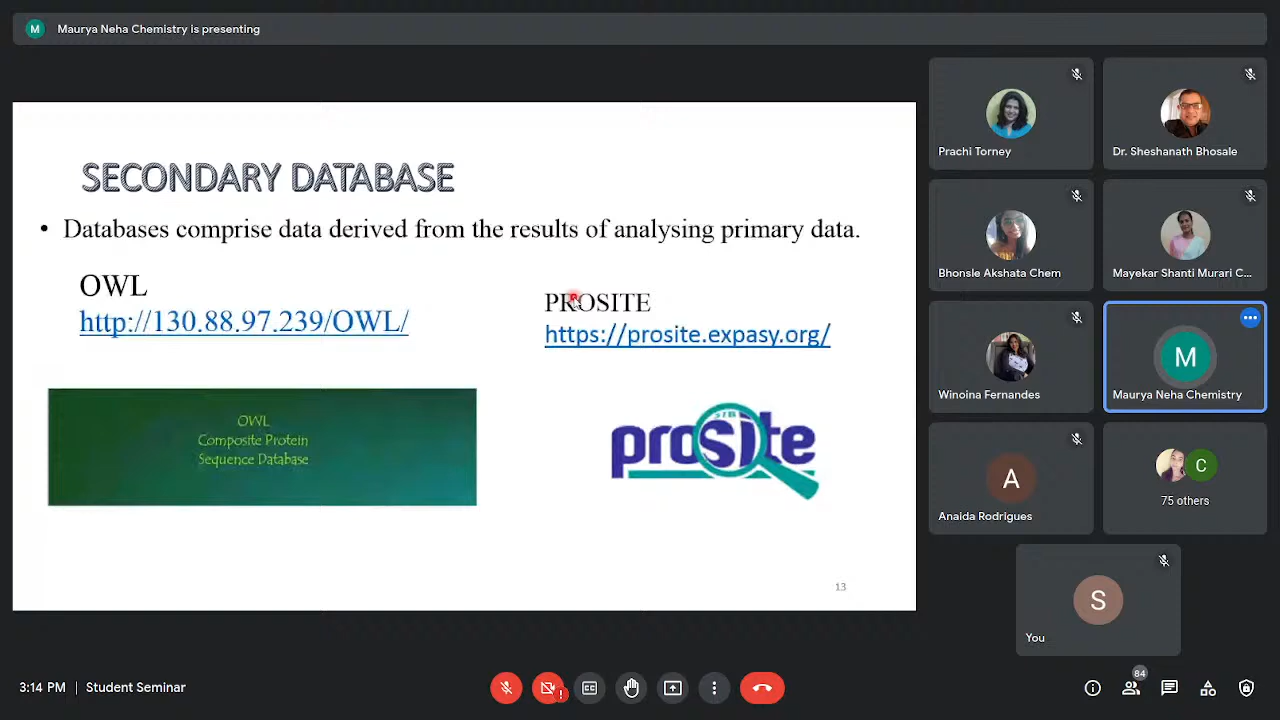 M Maurya Neha Chemistry is presenting
SECONDARY DATABASE
• Databases comprise data derived from the results of analysing primary data.
OWL
http://130.88.97.239/OWL/
PROSITE
https://prosite.expasy.org/
OWL
Composite Protein
Sequence Database
prosite
13
Prachi Torney
Dr. Sheshanath Bhosale
Bhonsle Akshata Chem
Mayekar Shanti Murari C...
Winoina Fernandes
M
Maurya Neha Chemistry
A
Anaida Rodrigues
C
75 others
S
You
3:14 PM | Student Seminar
CC
84